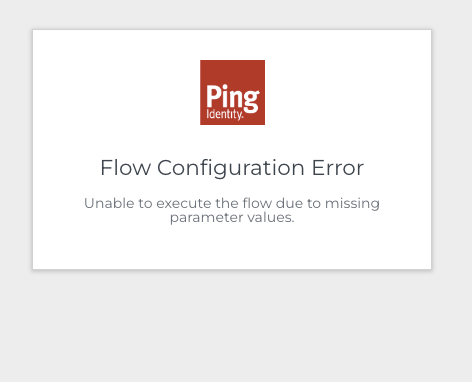 Ping
Identity.
Flow Configuration Error
Unable to execute the flow due to missing
parameter values.